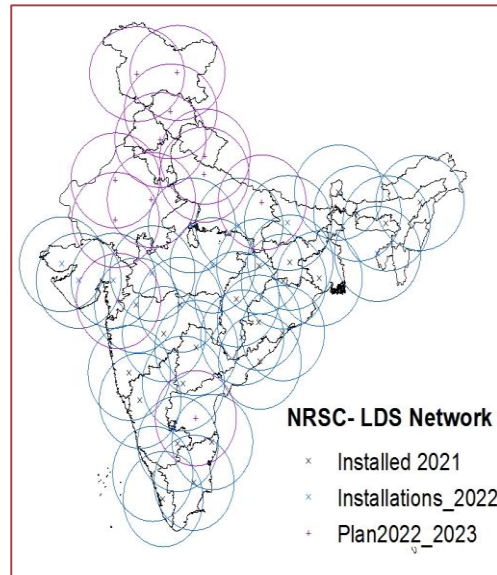 NRSC- LDS Network
Installed 2021
Installations_2022
Plan2022_2023